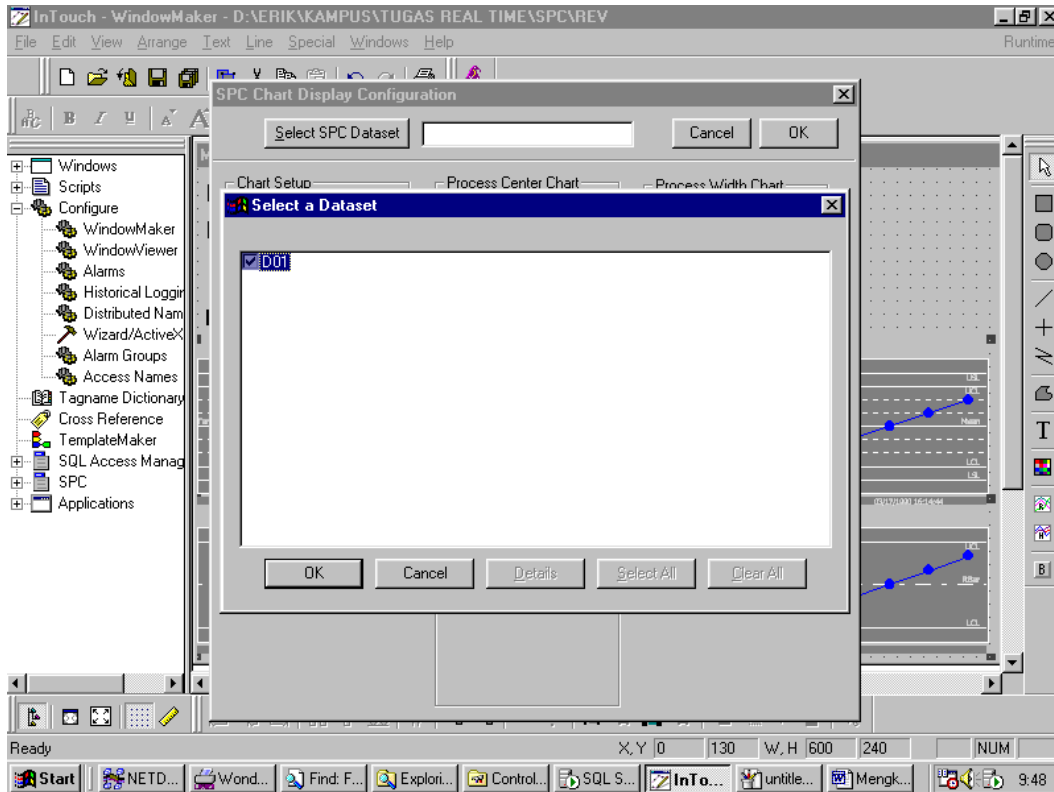 InTouch - WindowMaker - D:\ERIK\KAMPUS\TUGAS REAL TIME\SPC\REV
File Edit View Arrange Text Line Special Windows Help Runtime
SPC Chart Display Configuration
Select SPC Dataset Cancel OK
Chart Setup Process Center Chart Process Width Chart
Select a Dataset
D01
OK Cancel Details Select All Clear All
Windows
Scripts
Configure
WindowMaker
WindowViewer
Alarms
Historical Loggin
Distributed Nam
Wizard/ActiveX
Alarm Groups
Access Names
Tagname Dictionary
Cross Reference
TemplateMaker
SQL Access Manag
SPC
Applications
USL
UCL
Mean
LCL
LSL
UCL
RBar
LCL
B I U
T
B
Ready X, Y 0 130 W, H 600 240 NUM
Start NETD... Wond... Find: F... Explori... Control... SQL S... InTo... untitle... Mengk... 9:48